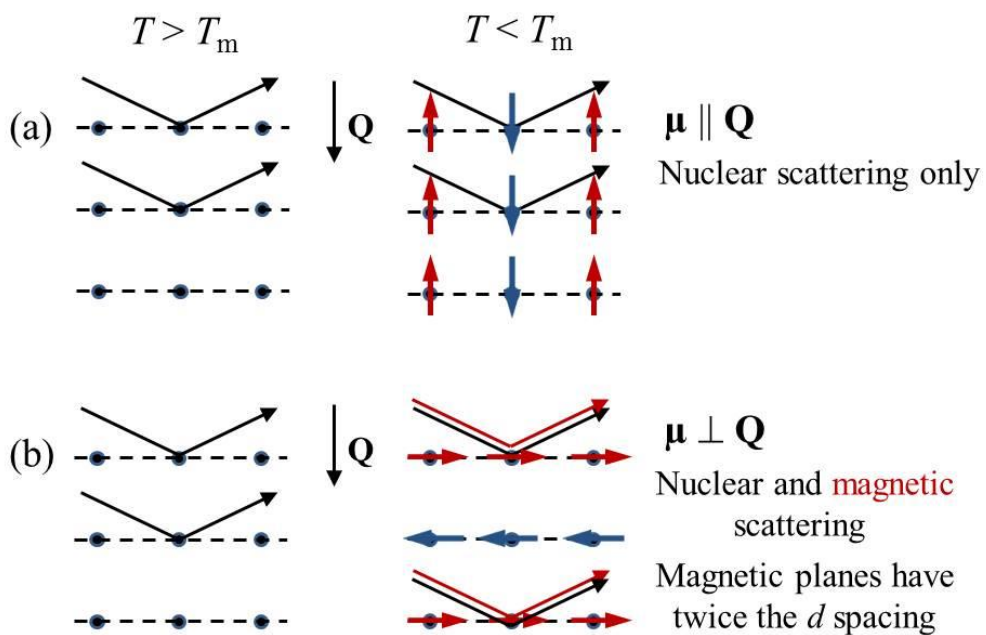 T > Tm
T < Tm
(a)
Q
μ || Q
Nuclear scattering only
(b)
Q
μ ⊥ Q
Nuclear and magnetic
scattering
Magnetic planes have
twice the d spacing